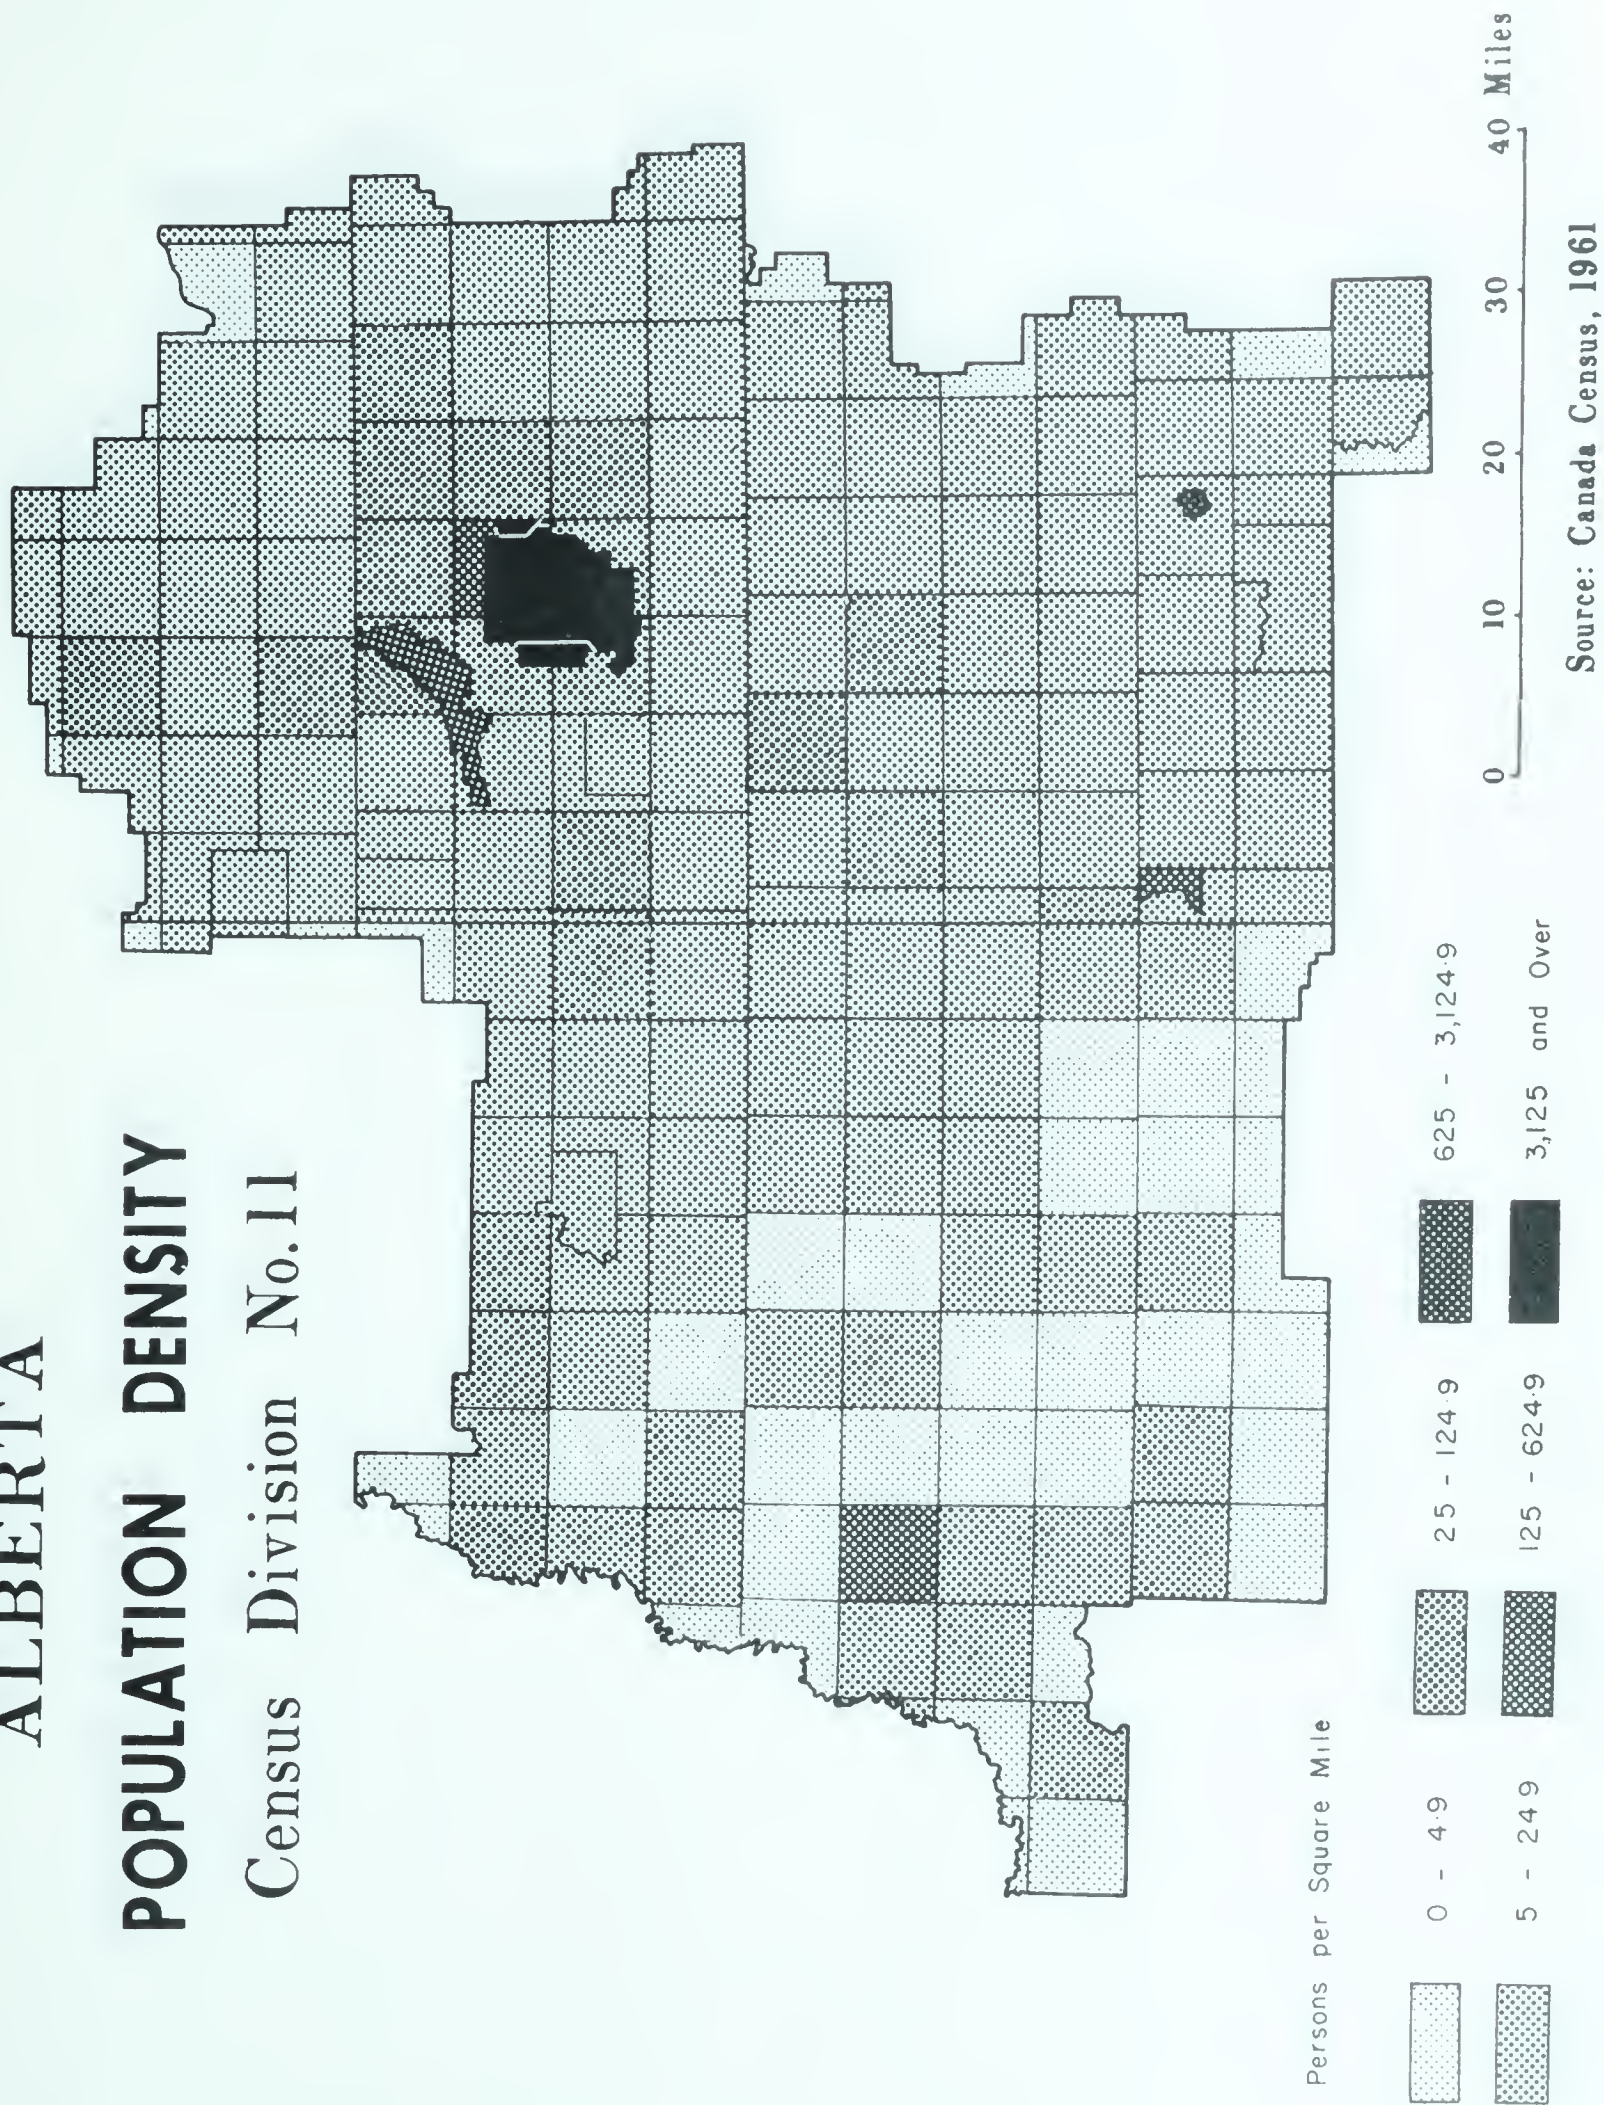 ALBERTA
POPULATION DENSITY
Census Division No.11
Persons per Square Mile
0 - 4·9
5 - 24 9
25 - 124 9
125 - 624·9
625 - 3,124·9
3,125 and Over
0 10 20 30 40 Miles
Source: Canada Census, 1961